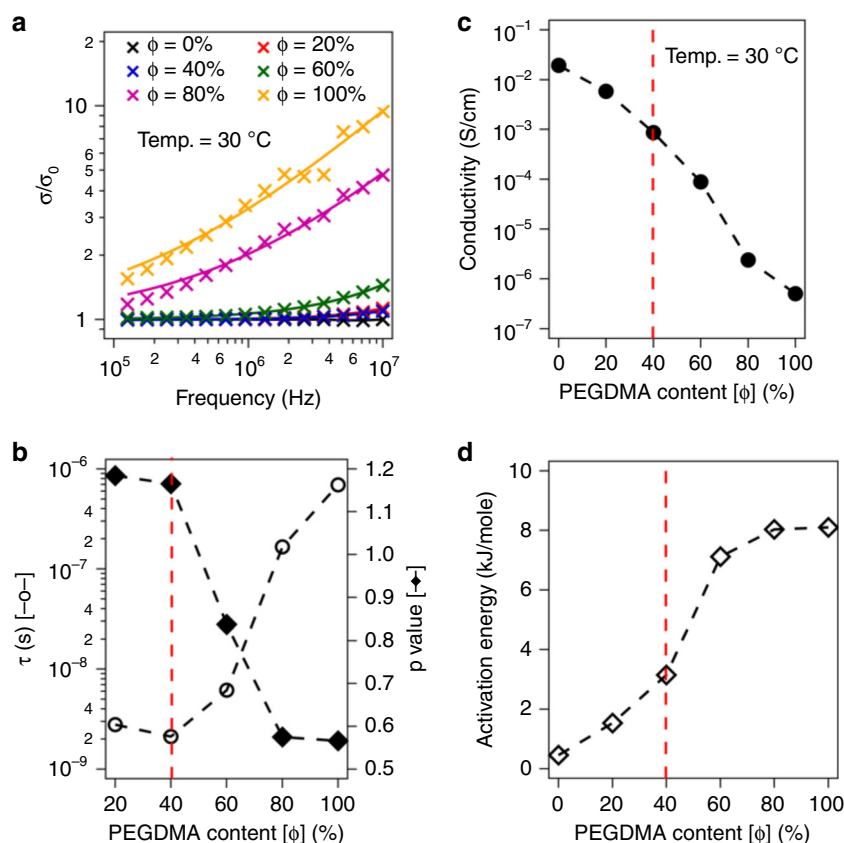 a
φ = 0%
φ = 20%
φ = 40%
φ = 60%
φ = 80%
φ = 100%
Temp. = 30 °C
2
10
6
5
4
3
2
1
σ/σ0
10^5 2 4 10^6 2 4 10^7
Frequency (Hz)
b
10^-6
4
2
10^-7
4
2
10^-8
4
2
10^-9
τ (s) [–o–]
1.2
1.1
1.0
0.9
0.8
0.7
0.6
0.5
p value [-♦-]
20 40 60 80 100
PEGDMA content [ϕ] (%)
c
Temp. = 30 °C
10^-1
10^-2
10^-3
10^-4
10^-5
10^-6
10^-7
Conductivity (S/cm)
0 20 40 60 80 100
PEGDMA content [ϕ] (%)
d
10
8
6
4
2
0
Activation energy (kJ/mole)
0 20 40 60 80 100
PEGDMA content [ϕ] (%)